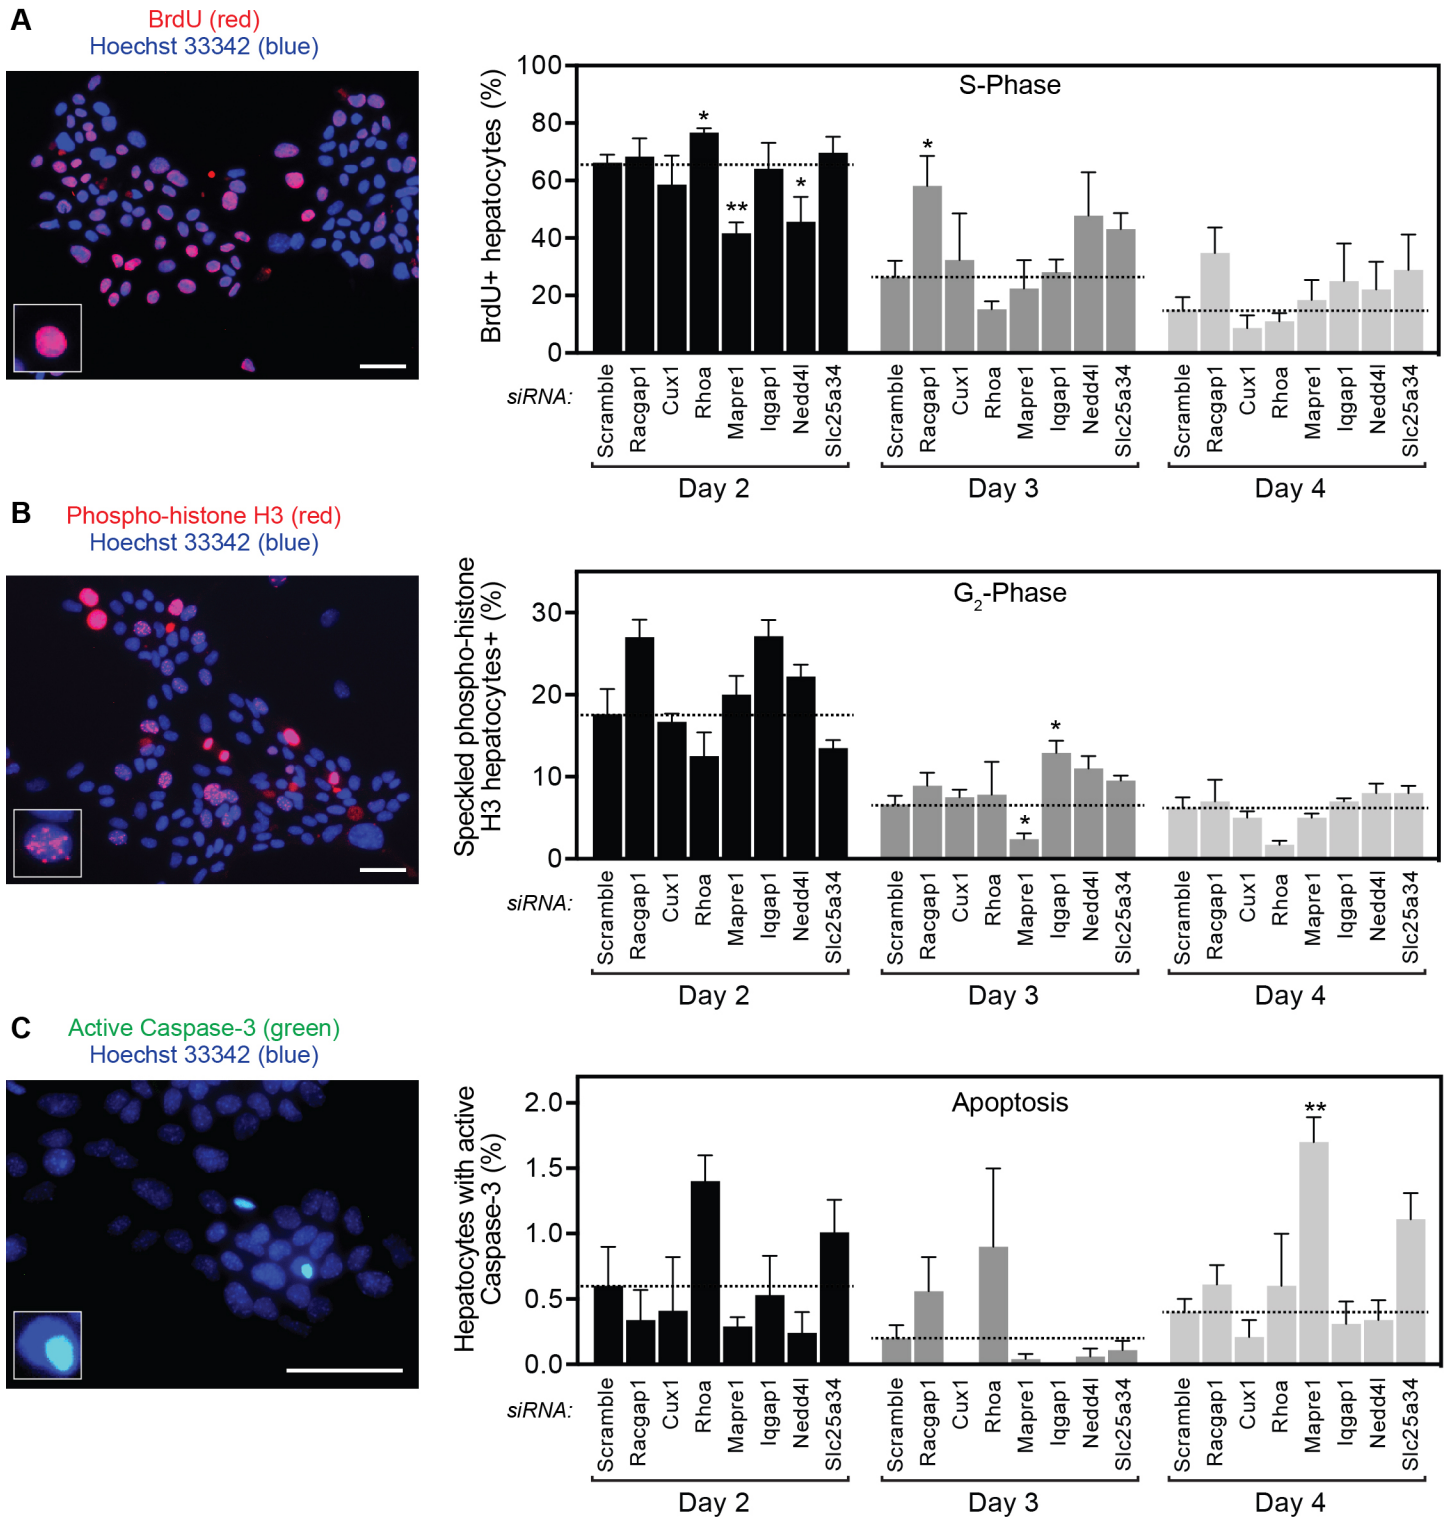 A
BrdU (red)
Hoechst 33342 (blue)
BrdU+ hepatocytes (%)
100
80
60
40
20
0
S-Phase
*
**
*
*
siRNA:
Scramble
Racgap1
Cux1
Rhoa
Mapre1
Iqgap1
Nedd4l
Slc25a34
Scramble
Racgap1
Cux1
Rhoa
Mapre1
Iqgap1
Nedd4l
Slc25a34
Scramble
Racgap1
Cux1
Rhoa
Mapre1
Iqgap1
Nedd4l
Slc25a34
Day 2
Day 3
Day 4
B
Phospho-histone H3 (red)
Hoechst 33342 (blue)
Speckled phospho-histone
H3 hepatocytes+ (%)
30
20
10
0
G2-Phase
*
*
siRNA:
Scramble
Racgap1
Cux1
Rhoa
Mapre1
Iqgap1
Nedd4l
Slc25a34
Scramble
Racgap1
Cux1
Rhoa
Mapre1
Iqgap1
Nedd4l
Slc25a34
Scramble
Racgap1
Cux1
Rhoa
Mapre1
Iqgap1
Nedd4l
Slc25a34
Day 2
Day 3
Day 4
C
Active Caspase-3 (green)
Hoechst 33342 (blue)
Hepatocytes with active
Caspase-3 (%)
2.0
1.5
1.0
0.5
0.0
Apoptosis
**
siRNA:
Scramble
Racgap1
Cux1
Rhoa
Mapre1
Iqgap1
Nedd4l
Slc25a34
Scramble
Racgap1
Cux1
Rhoa
Mapre1
Iqgap1
Nedd4l
Slc25a34
Scramble
Racgap1
Cux1
Rhoa
Mapre1
Iqgap1
Nedd4l
Slc25a34
Day 2
Day 3
Day 4